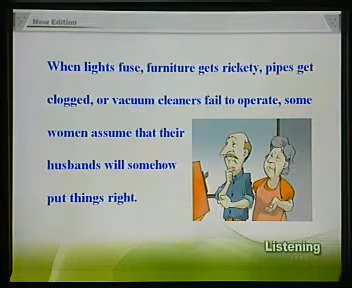 New Edition
When lights fuse, furniture gets rickety, pipes get
clogged, or vacuum cleaners fail to operate, some
women assume that their
husbands will somehow
put things right.
Listening